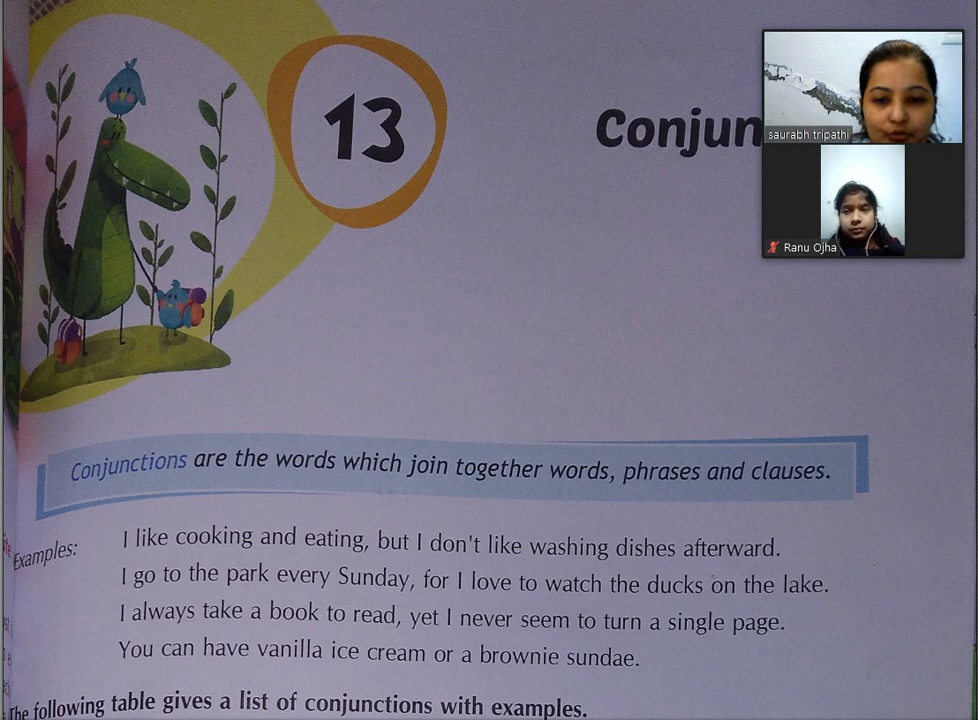 13
Conjun
saurabh tripathi
Ranu Ojha
Conjunctions are the words which join together words, phrases and clauses.
Examples:
I like cooking and eating, but I don't like washing dishes afterward.
I go to the park every Sunday, for I love to watch the ducks on the lake.
I always take a book to read, yet I never seem to turn a single page.
You can have vanilla ice cream or a brownie sundae.
The following table gives a list of conjunctions with examples.